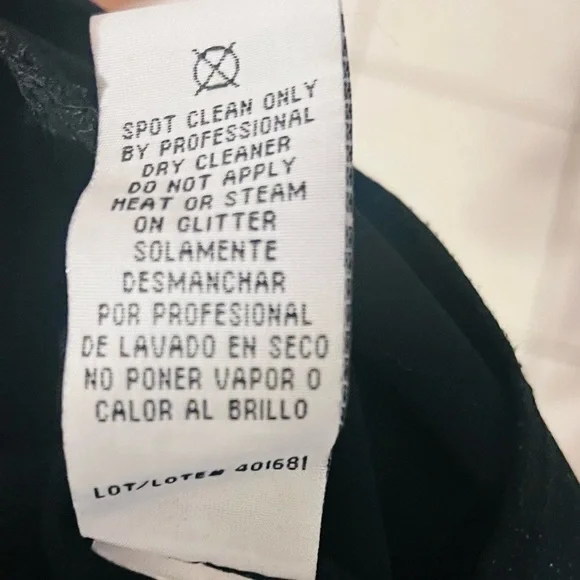 SPOT CLEAN ONLY
BY PROFESSIONAL
DRY CLEANER
DO NOT APPLY
HEAT OR STEAM
ON GLITTER
SOLAMENTE
DESMANCHAR
POR PROFESIONAL
DE LAVADO EN SECO
NO PONER VAPOR O
CALOR AL BRILLO
LOT/LOTE# 401681